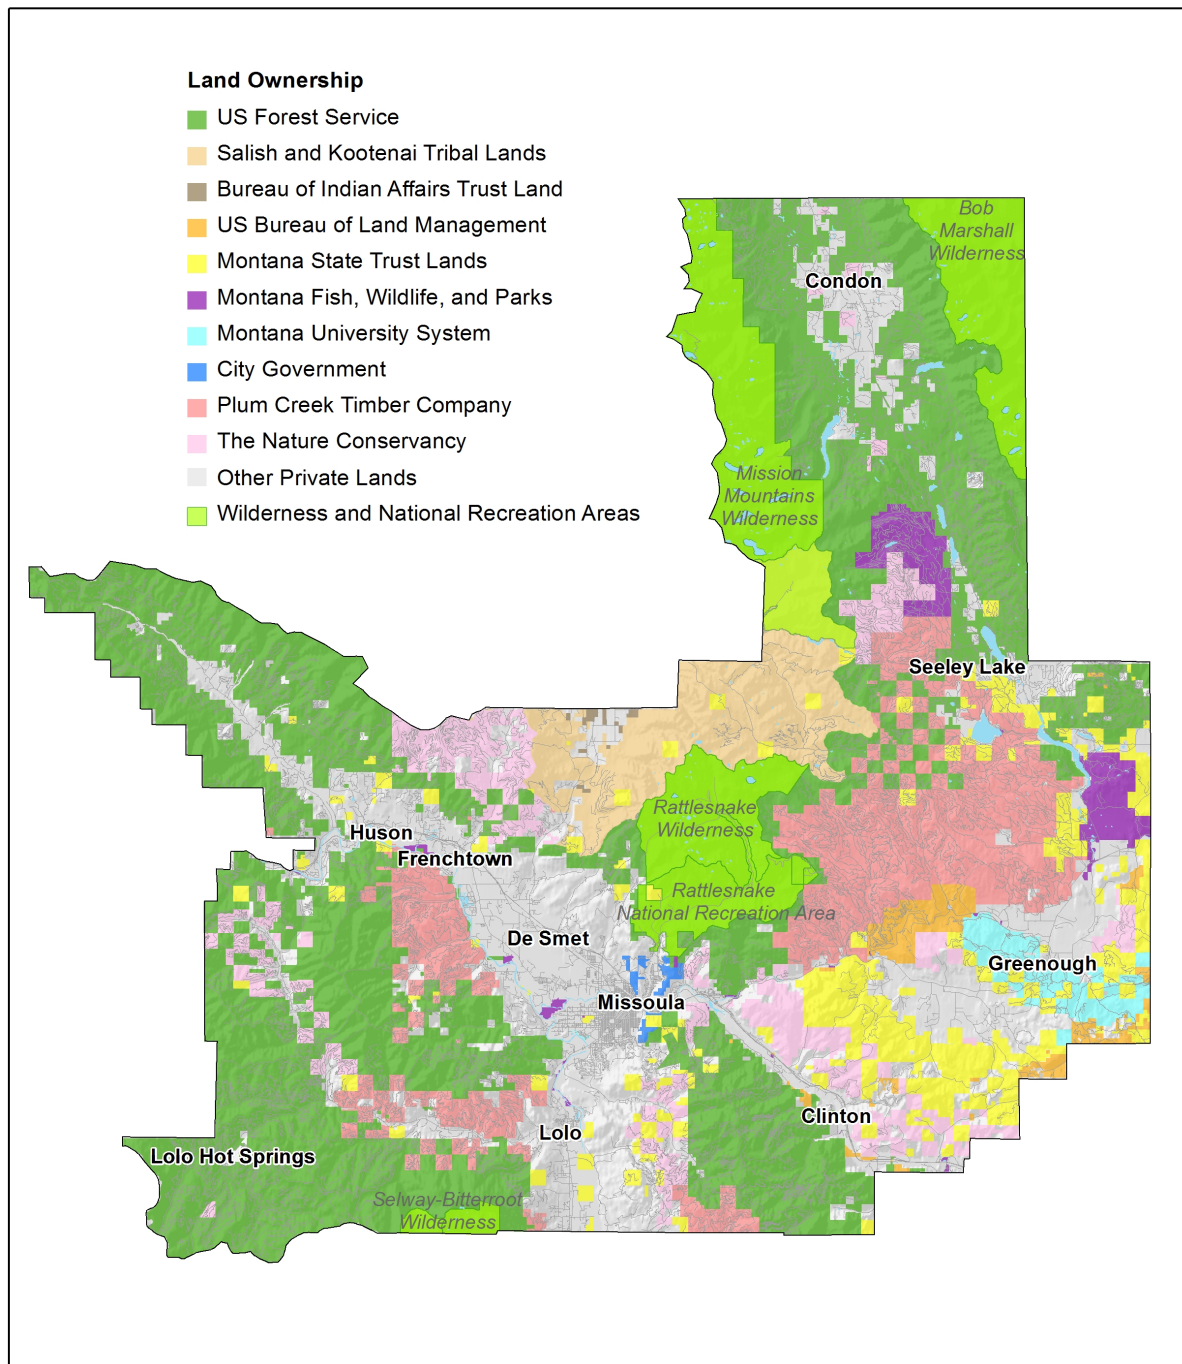 Land Ownership
US Forest Service
Salish and Kootenai Tribal Lands
Bureau of Indian Affairs Trust Land
US Bureau of Land Management
Montana State Trust Lands
Montana Fish, Wildlife, and Parks
Montana University System
City Government
Plum Creek Timber Company
The Nature Conservancy
Other Private Lands
Wilderness and National Recreation Areas
Bob
Marshall
Wilderness
Condon
Mission
Mountains
Wilderness
Seeley Lake
Rattlesnake
Wilderness
Huson
Frenchtown
Rattlesnake
National Recreation Area
De Smet
Greenough
Missoula
Clinton
Lolo
Lolo Hot Springs
Selway-Bitterroot
Wilderness